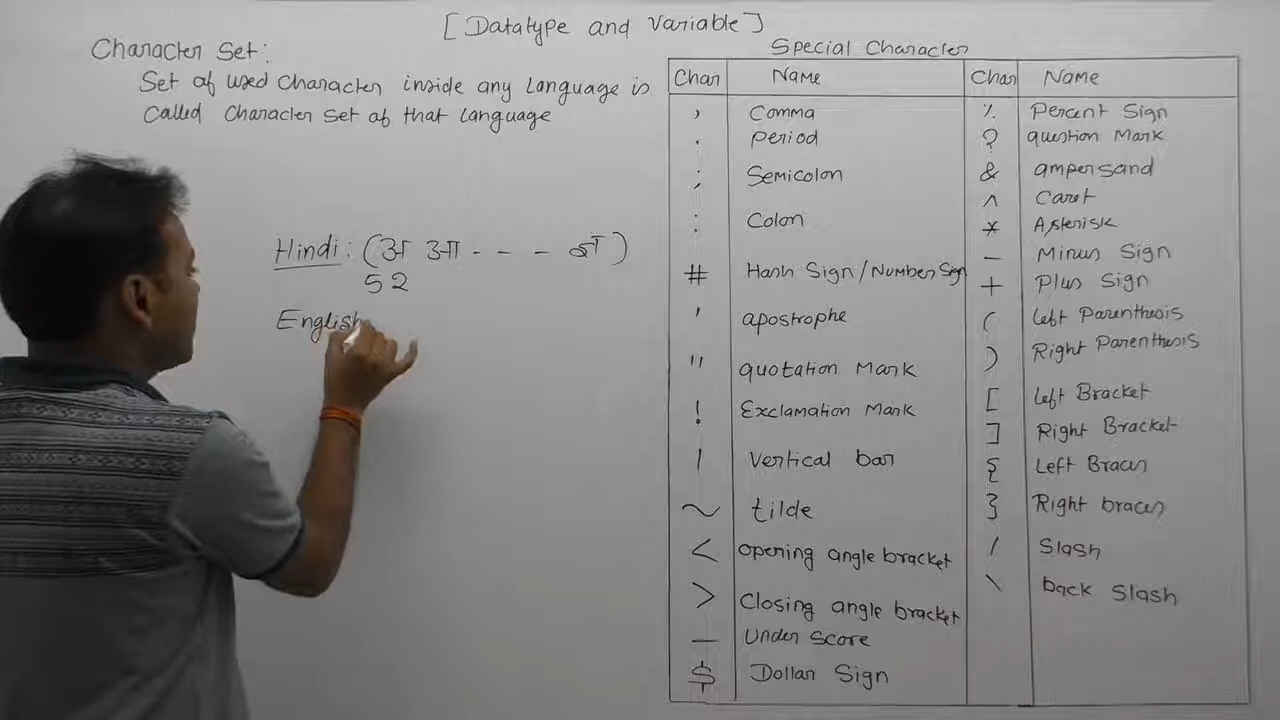 [ Datatype and Variable ]
Character Set:
Set of used Character inside any Language is
Called Character Set of that Language
Hindi : (अ आ - - - ज्ञ )
52
English
Special Character
Char Name Char Name
, Comma % Percent Sign
. Period ? question Mark
; Semicolon & ampersand
: Colon ^ Caret
# Hash Sign/Number Sign * Asterisk
' apostrophe - Minus Sign
" quotation Mark + Plus Sign
! Exclamation Mark ( Left Parenthesis
| Vertical bar ) Right Parenthesis
~ tilde [ Left Bracket
< opening angle bracket ] Right Bracket
> Closing angle bracket { Left Braces
_ Under Score } Right braces
$ Dollar Sign / Slash
\ back Slash